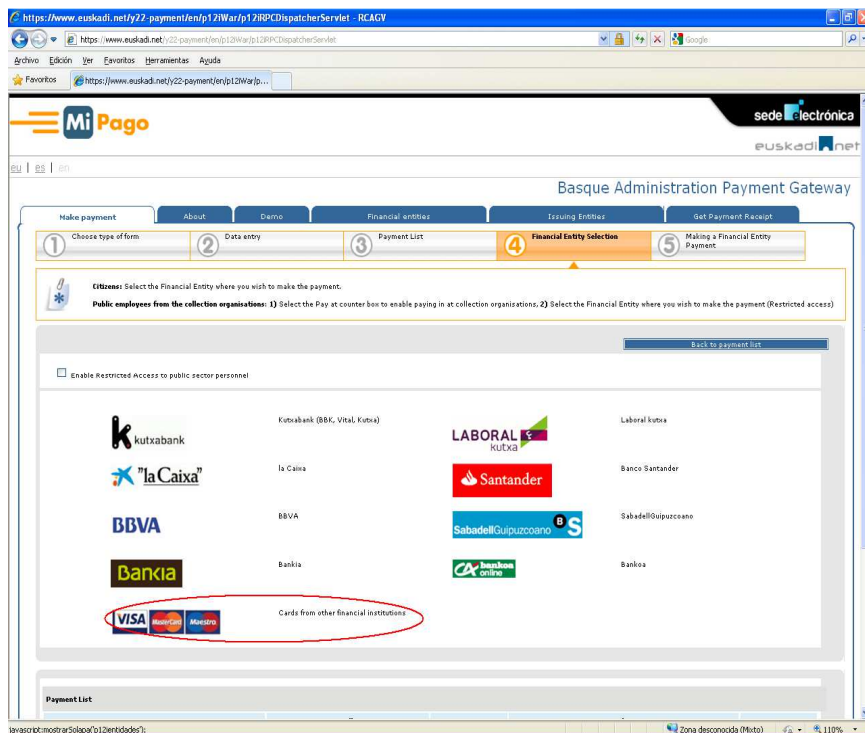 https://www.euskadi.net/y22-payment/en/p12iWar/p12iRPCDispatcherServlet - RCAGV
https://www.euskadi.net/y22-payment/en/p12iWar/p12iRPCDispatcherServlet
Google
Archivo Edición Ver Favoritos Herramientas Ayuda
Favoritos https://www.euskadi.net/y22-payment/en/p12iWar/p...
Mi Pago
sede electrónica
euskadi.net
eu | es | en
Basque Administration Payment Gateway
Make payment About Demo Financial entities Issuing Entities Get Payment Receipt
1 Choose type of form 2 Data entry 3 Payment List 4 Financial Entity Selection 5 Making a Financial Entity Payment
Citizens: Select the Financial Entity where you wish to make the payment.
Public employees from the collection organisations: 1) Select the Pay at counter box to enable paying in at collection organisations, 2) Select the Financial Entity where you wish to make the payment (Restricted access)
Back to payment list
Enable Restricted Access to public sector personnel
kutxabank Kutxabank (BBK, Vital, Kutxa) LABORAL kutxa Laboral kutxa
"la Caixa" la Caixa Santander Banco Santander
BBVA BBVA SabadellGuipuzcoano BS SabadellGuipuzcoano
Bankia Bankia CA bankoa online Bankoa
VISA MasterCard Maestro Cards from other financial institutions
Payment List
javascript:mostrarSolapa("p12ientidades"); Zona desconocida (Mixto) 110%